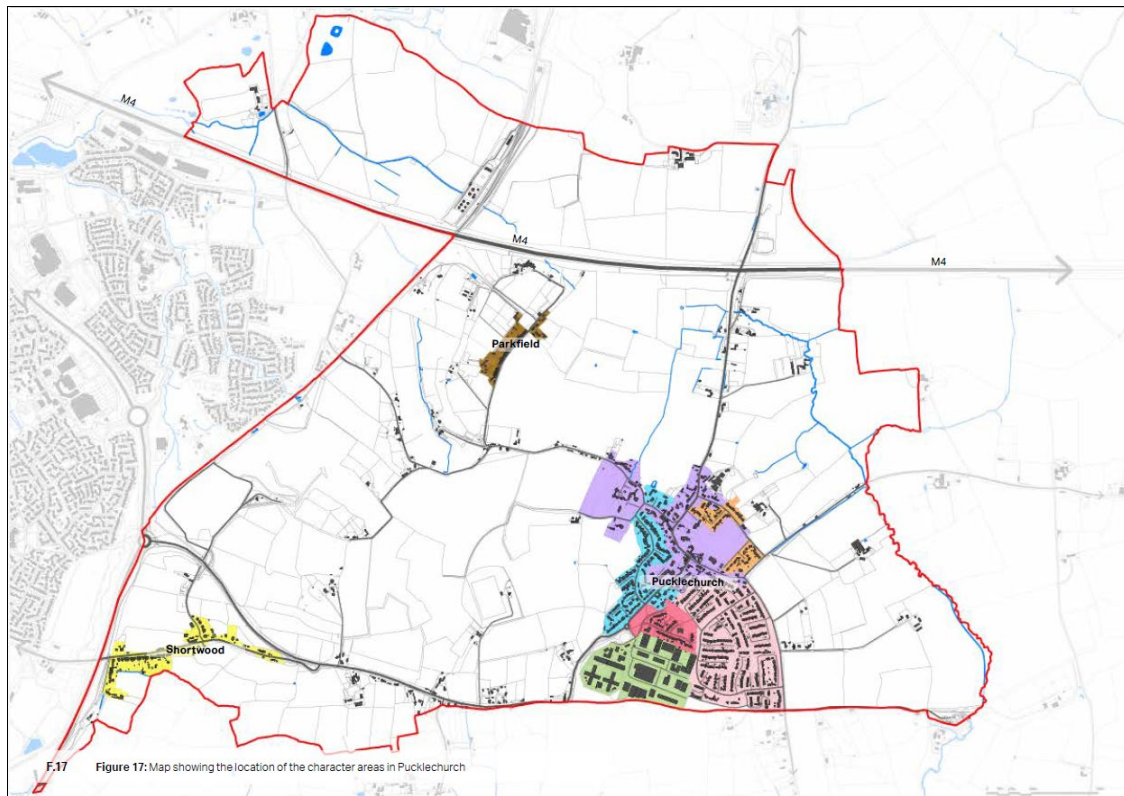 M4
M4
M4
Parkfield
Pucklechurch
Shortwood
F.17 Figure 17: Map showing the location of the character areas in Pucklechurch